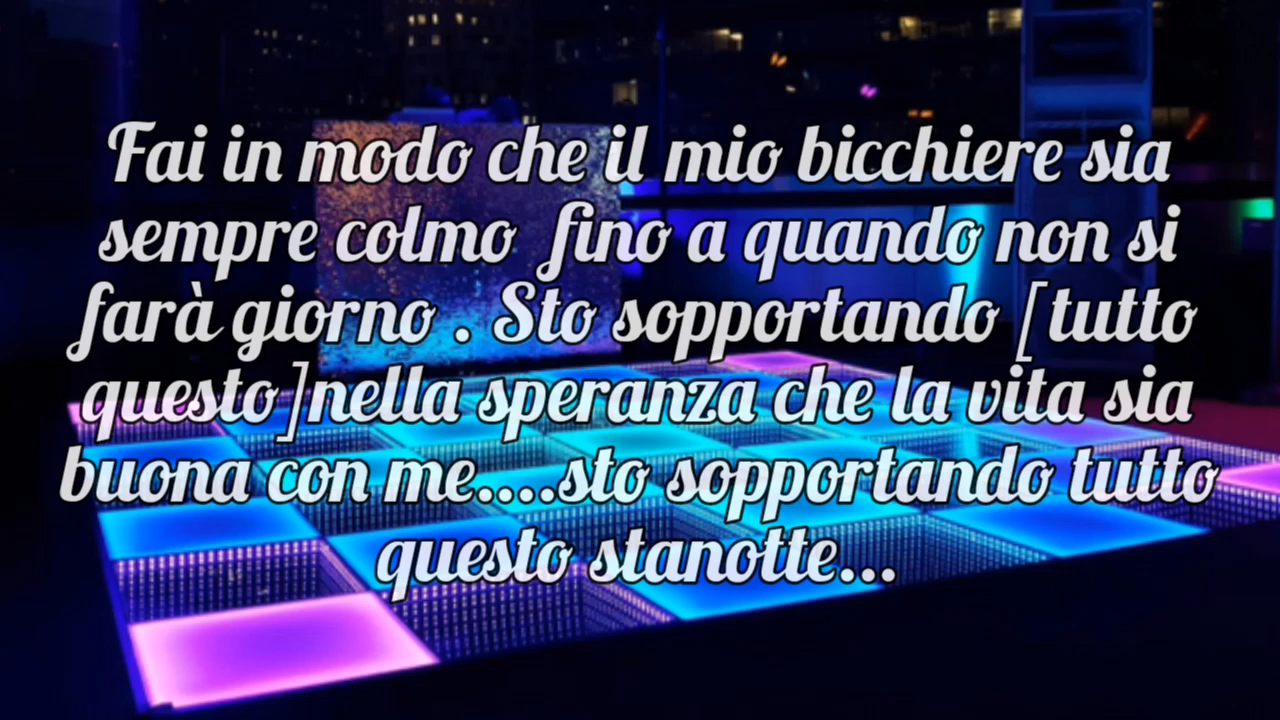 Fai in modo che il mio bicchiere sia
sempre colmo fino a quando non si
farà giorno . Sto sopportando [tutto
questo]nella speranza che la vita sia
buona con me....sto sopportando tutto
questo stanotte...